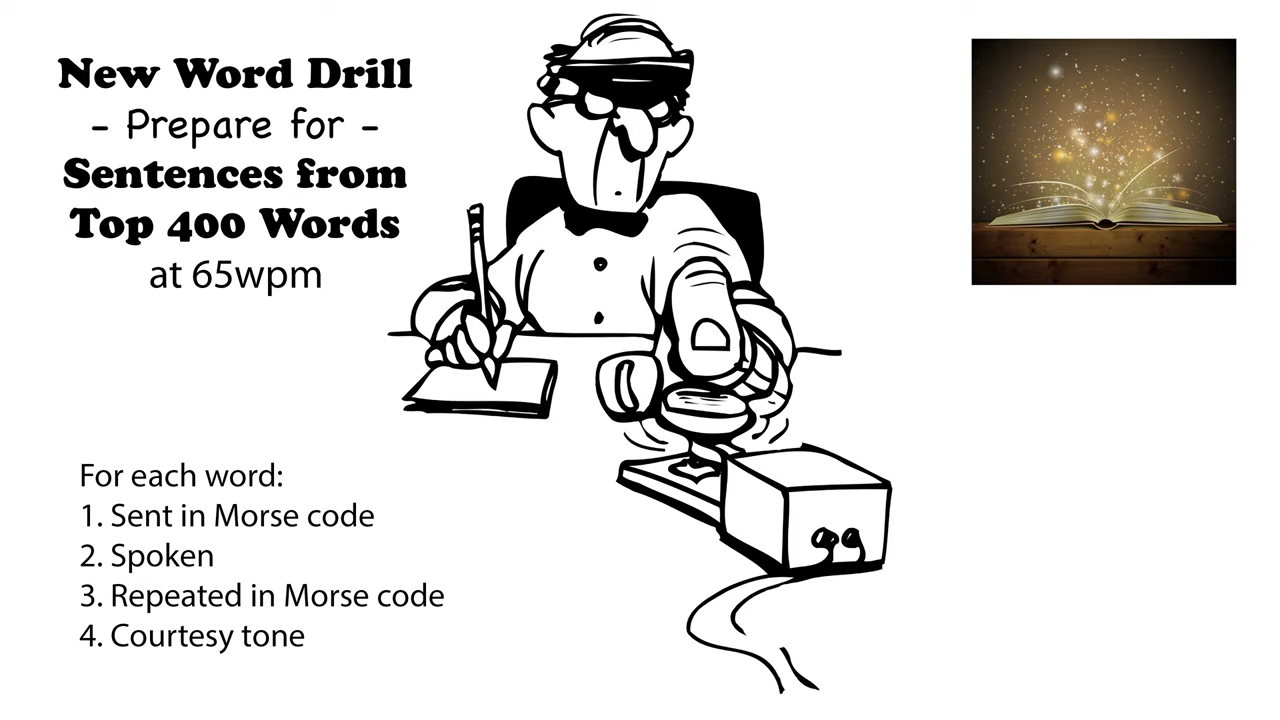 New Word Drill
- Prepare for -
Sentences from
Top 400 Words
at 65wpm
For each word:
1. Sent in Morse code
2. Spoken
3. Repeated in Morse code
4. Courtesy tone